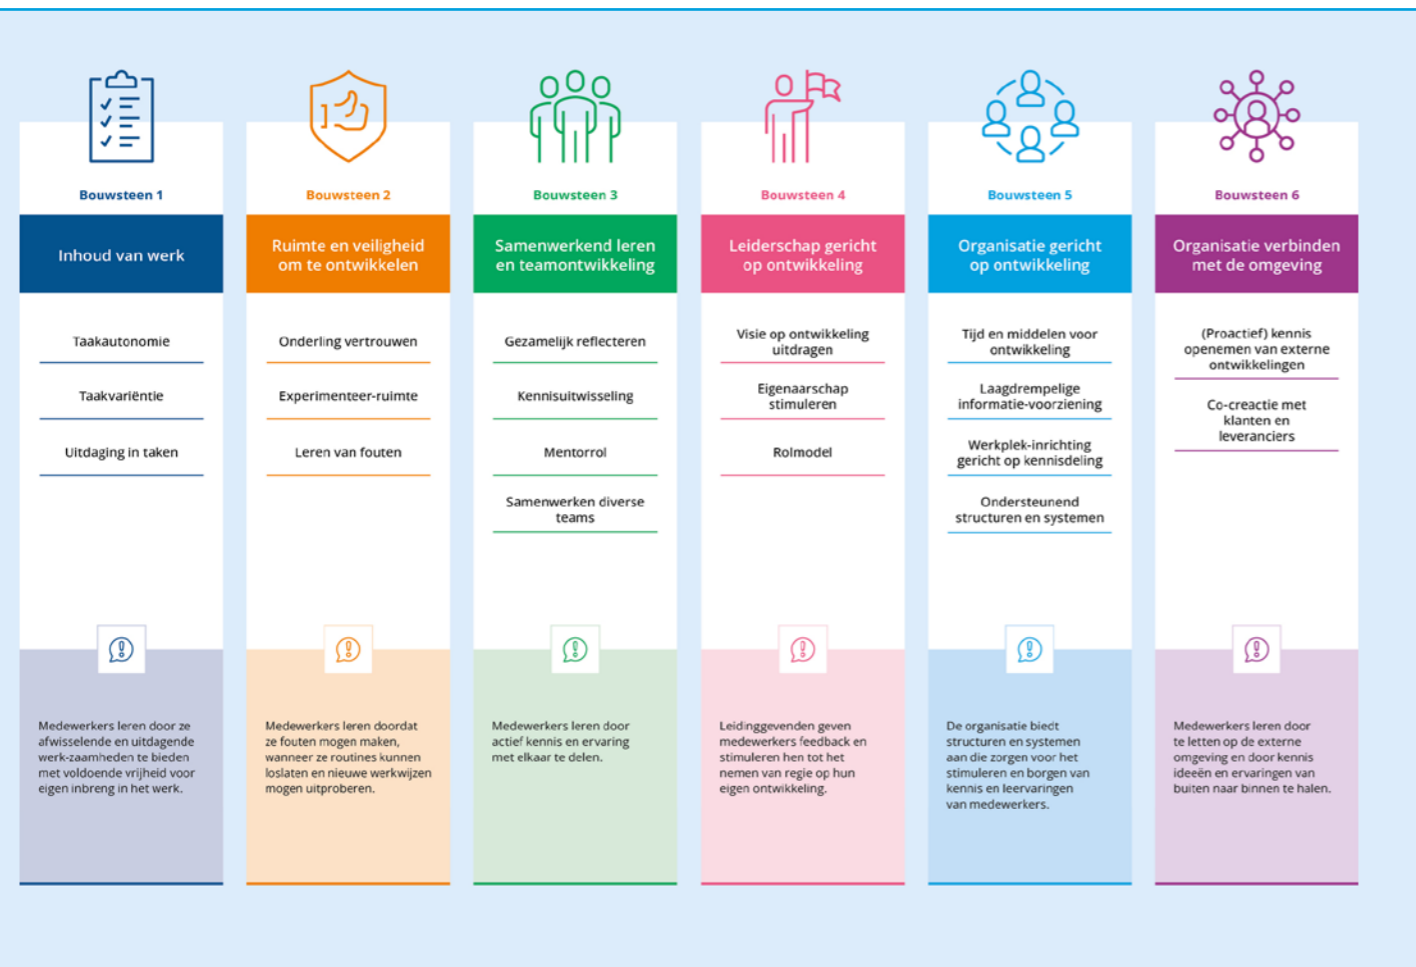 Bouwsteen 1
Inhoud van werk
Taakautonomie
Taakvariëntie
Uitdaging in taken
Medewerkers leren door ze
afwisselende en uitdagende
werk-zaamheden te bieden
met voldoende vrijheid voor
eigen inbreng in het werk.
Bouwsteen 2
Ruimte en veiligheid
om te ontwikkelen
Onderling vertrouwen
Experimenteer-ruimte
Leren van fouten
Medewerkers leren doordat
ze fouten mogen maken,
wanneer ze routines kunnen
loslaten en nieuwe werkwijzen
mogen uitproberen.
Bouwsteen 3
Samenwerkend leren
en teamontwikkeling
Gezamelijk reflecteren
Kennisuitwisseling
Mentorrol
Samenwerken diverse
teams
Medewerkers leren door
actief kennis en ervaring
met elkaar te delen.
Bouwsteen 4
Leiderschap gericht
op ontwikkeling
Visie op ontwikkeling
uitdragen
Eigenaarschap
stimuleren
Rolmodel
Leidinggevenden geven
medewerkers feedback en
stimuleren hen tot het
nemen van regie op hun
eigen ontwikkeling.
Bouwsteen 5
Organisatie gericht
op ontwikkeling
Tijd en middelen voor
ontwikkeling
Laagdrempelige
informatie-voorziening
Werkplek-inrichting
gericht op kennisdeling
Ondersteunend
structuren en systemen
De organisatie biedt
structuren en systemen
aan die zorgen voor het
stimuleren en borgen van
kennis en leervaringen
van medewerkers.
Bouwsteen 6
Organisatie verbinden
met de omgeving
(Proactief) kennis
openemen van externe
ontwikkelingen
Co-creactie met
klanten en
leveranciers
Medewerkers leren door
te letten op de externe
omgeving en door kennis
ideeën en ervaringen van
buiten naar binnen te halen.